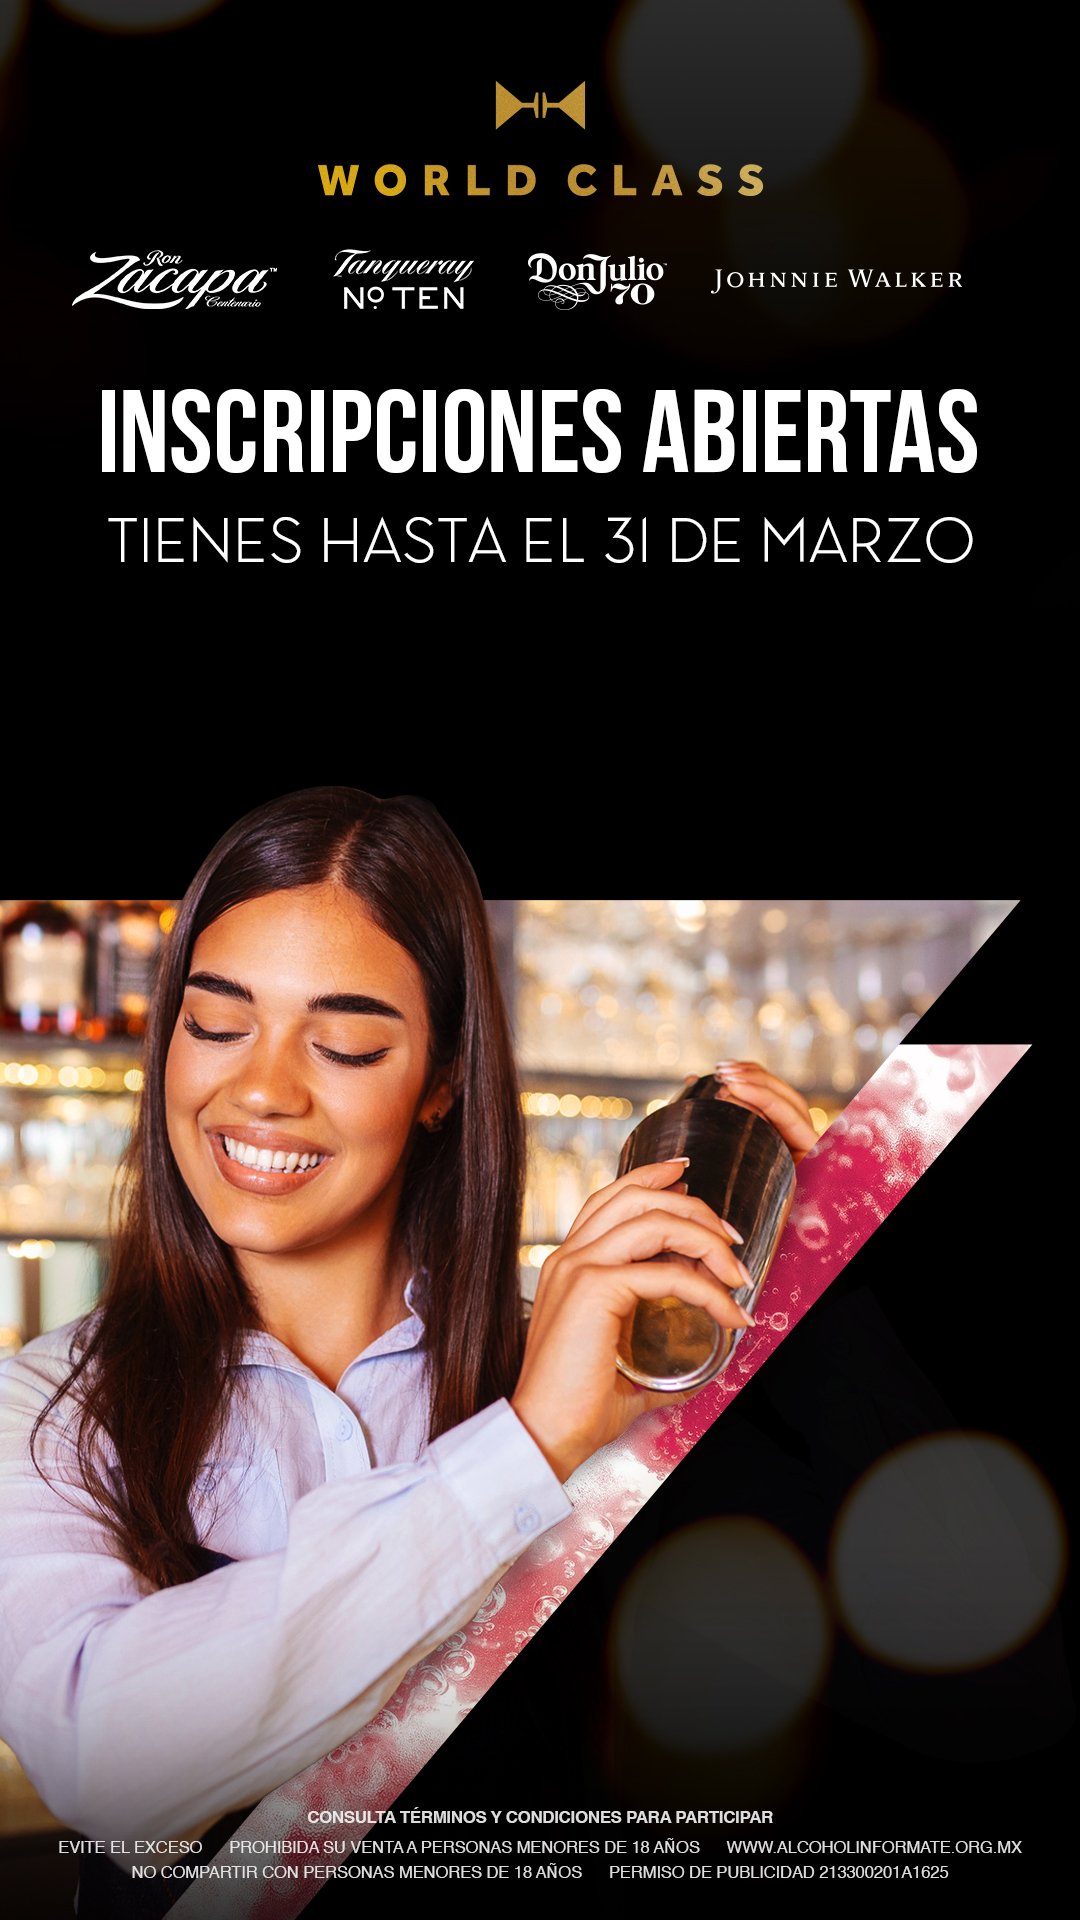 WORLD CLASS
Ron Zacapa Centenario™
Tanqueray Nº TEN
Don Julio™ 70
JOHNNIE WALKER
INSCRIPCIONES ABIERTAS
TIENES HASTA EL 31 DE MARZO
CONSULTA TÉRMINOS Y CONDICIONES PARA PARTICIPAR
EVITE EL EXCESO PROHIBIDA SU VENTA A PERSONAS MENORES DE 18 AÑOS WWW.ALCOHOLINFORMATE.ORG.MX
NO COMPARTIR CON PERSONAS MENORES DE 18 AÑOS PERMISO DE PUBLICIDAD 213300201A1625